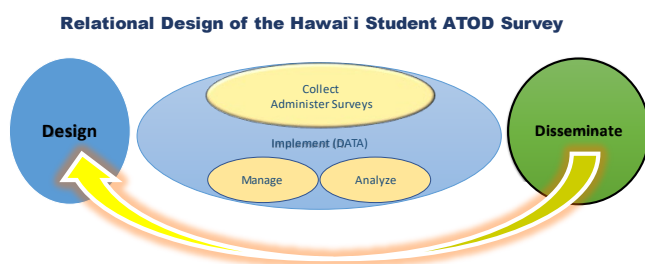 Relational Design of the Hawai`i Student ATOD Survey
Collect
Administer Surveys
Design
Implement (DATA)
Disseminate
Manage
Analyze